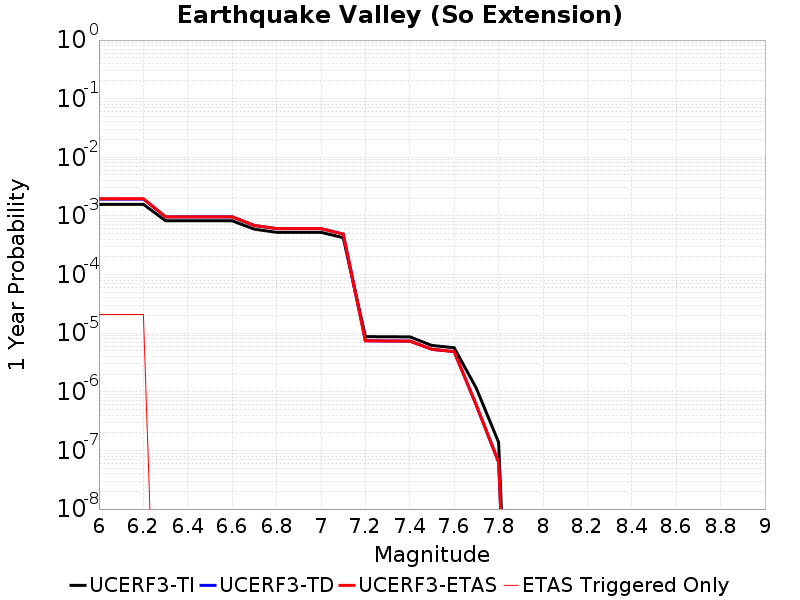 Earthquake Valley (So Extension)
1 Year Probability
10^0
10^-1
10^-2
10^-3
10^-4
10^-5
10^-6
10^-7
10^-8
6 6.2 6.4 6.6 6.8 7 7.2 7.4 7.6 7.8 8 8.2 8.4 8.6 8.8 9
Magnitude
UCERF3-TI UCERF3-TD UCERF3-ETAS ETAS Triggered Only